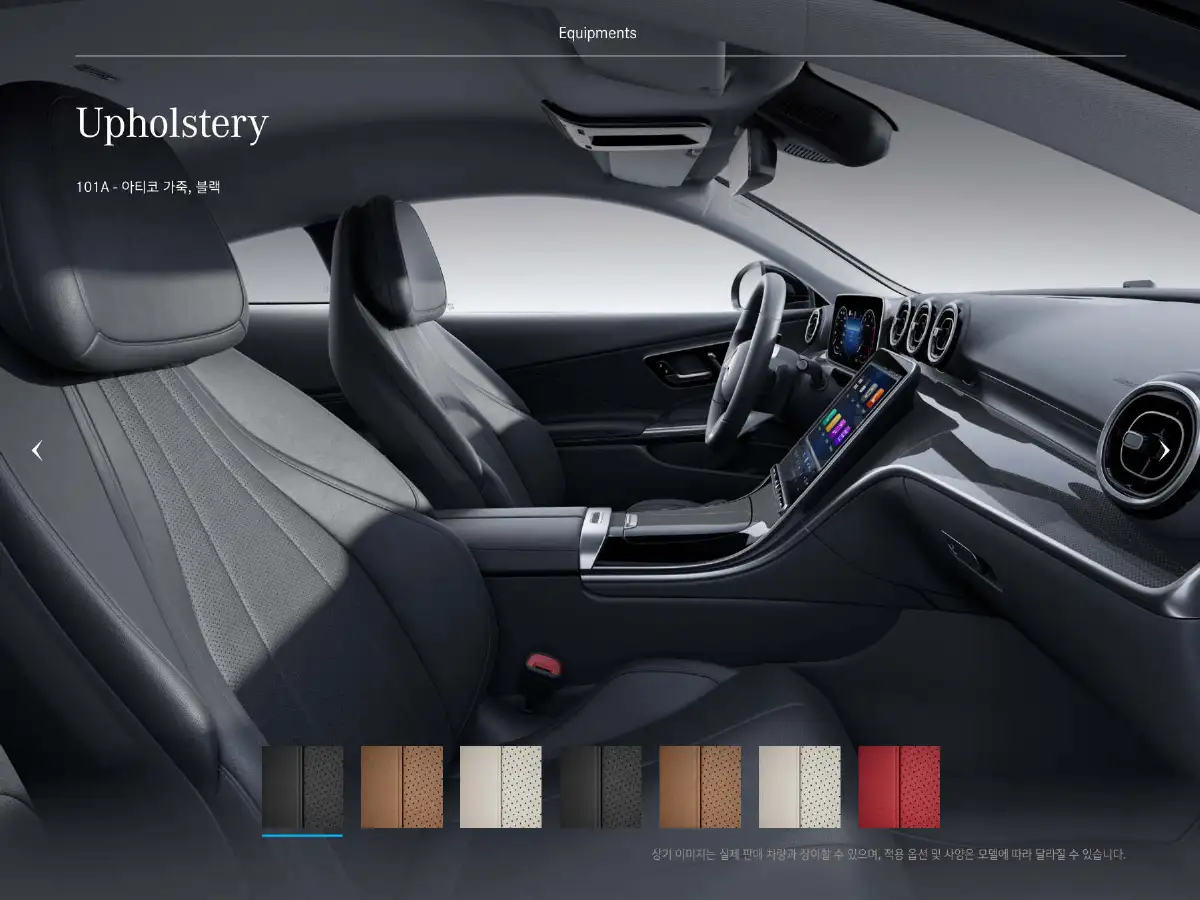 Equipments
Upholstery
101A - 아티코 가죽, 블랙
상기 이미지는 실제 판매 차량과 상이할 수 있으며, 적용 옵션 및 사양은 모델에 따라 달라질 수 있습니다.